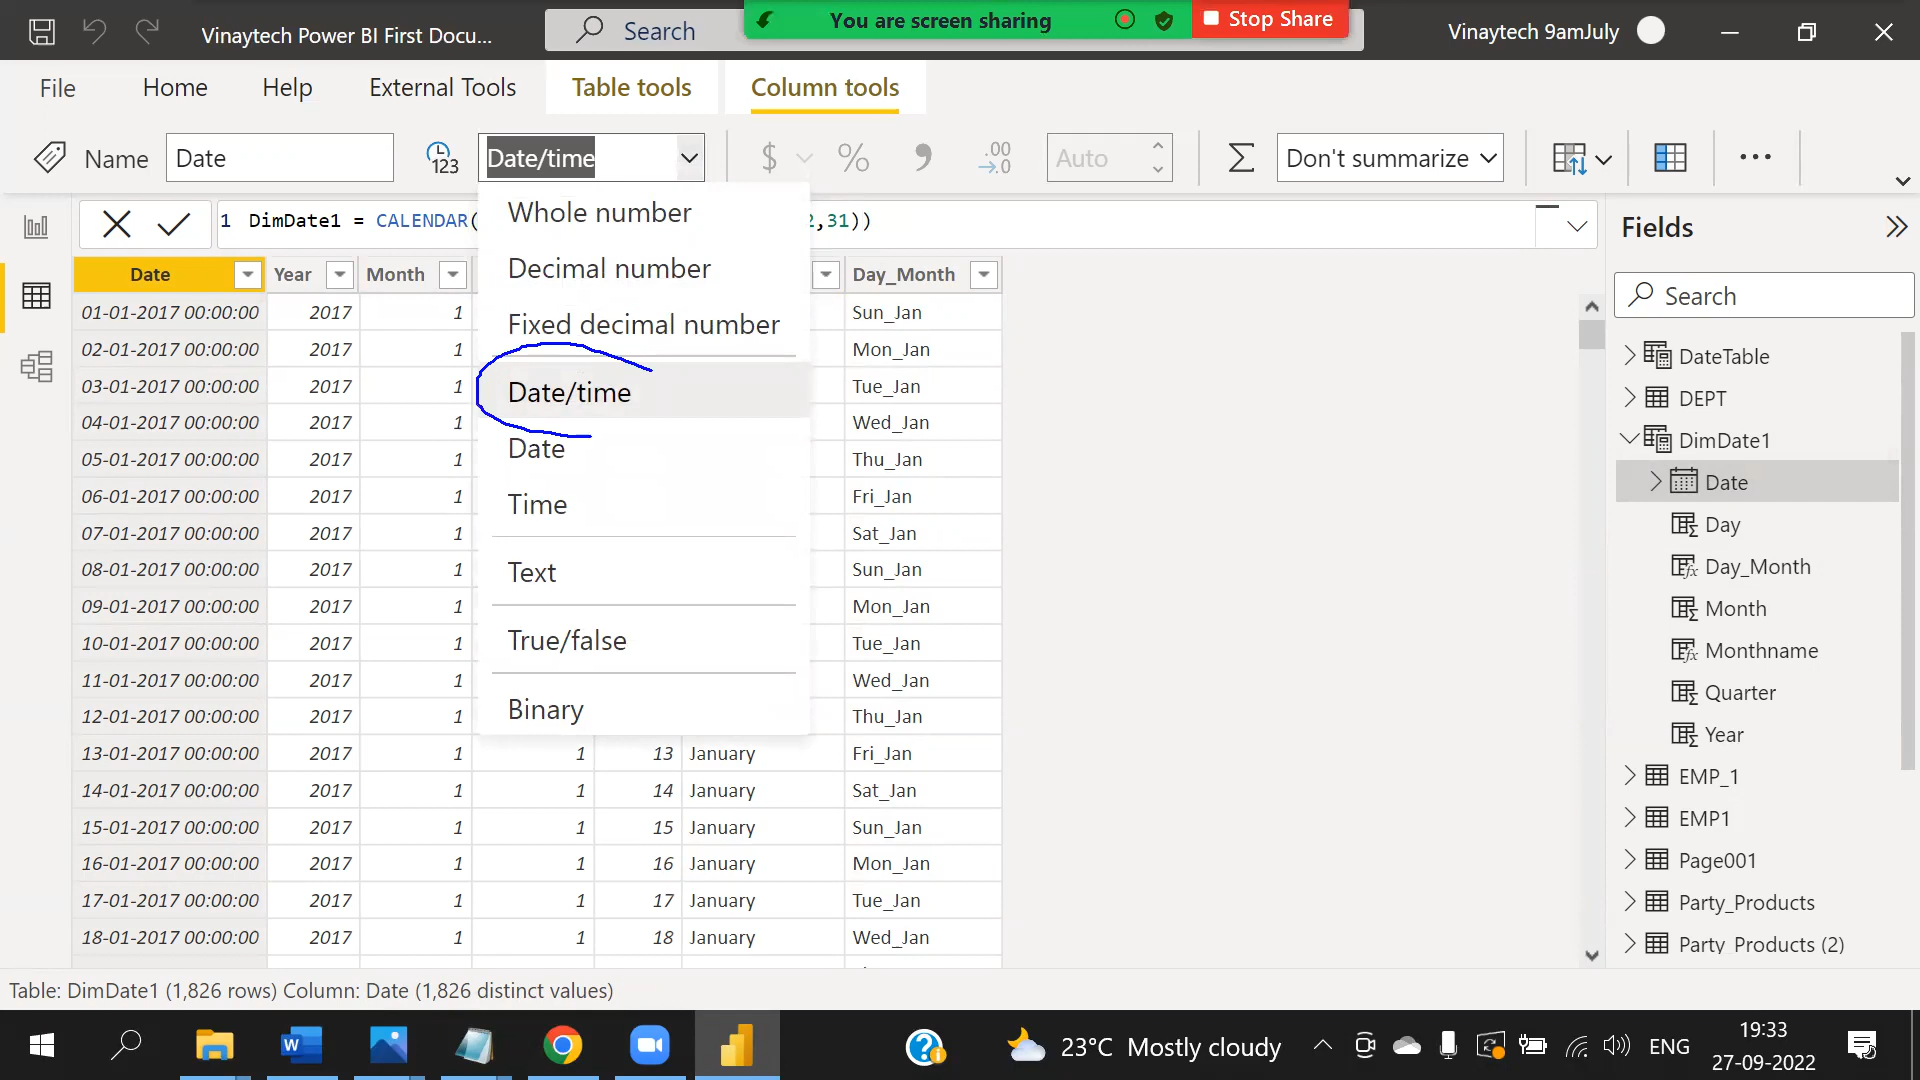 Vinaytech Power BI First Docu...
Search
You are screen sharing
Stop Share
Vinaytech 9amJuly
File
Home
Help
External Tools
Table tools
Column tools
Name
Date
123
Date/time
$
%
.00
.0
Auto
Don't summarize
1 DimDate1 = CALENDAR(
2,31))
Whole number
Decimal number
Fixed decimal number
Date/time
Date
Time
Text
True/false
Binary
Date Year Month Day_Month
01-01-2017 00:00:00 2017 1 Sun_Jan
02-01-2017 00:00:00 2017 1 Mon_Jan
03-01-2017 00:00:00 2017 1 Tue_Jan
04-01-2017 00:00:00 2017 1 Wed_Jan
05-01-2017 00:00:00 2017 1 Thu_Jan
06-01-2017 00:00:00 2017 1 Fri_Jan
07-01-2017 00:00:00 2017 1 Sat_Jan
08-01-2017 00:00:00 2017 1 Sun_Jan
09-01-2017 00:00:00 2017 1 Mon_Jan
10-01-2017 00:00:00 2017 1 Tue_Jan
11-01-2017 00:00:00 2017 1 Wed_Jan
12-01-2017 00:00:00 2017 1 Thu_Jan
13-01-2017 00:00:00 2017 1 1 13 January Fri_Jan
14-01-2017 00:00:00 2017 1 1 14 January Sat_Jan
15-01-2017 00:00:00 2017 1 1 15 January Sun_Jan
16-01-2017 00:00:00 2017 1 1 16 January Mon_Jan
17-01-2017 00:00:00 2017 1 1 17 January Tue_Jan
18-01-2017 00:00:00 2017 1 1 18 January Wed_Jan
Fields
Search
DateTable
DEPT
DimDate1
Date
Day
Day_Month
Month
Monthname
Quarter
Year
EMP_1
EMP1
Page001
Party_Products
Party_Products (2)
Table: DimDate1 (1,826 rows) Column: Date (1,826 distinct values)
23°C Mostly cloudy
ENG
19:33
27-09-2022